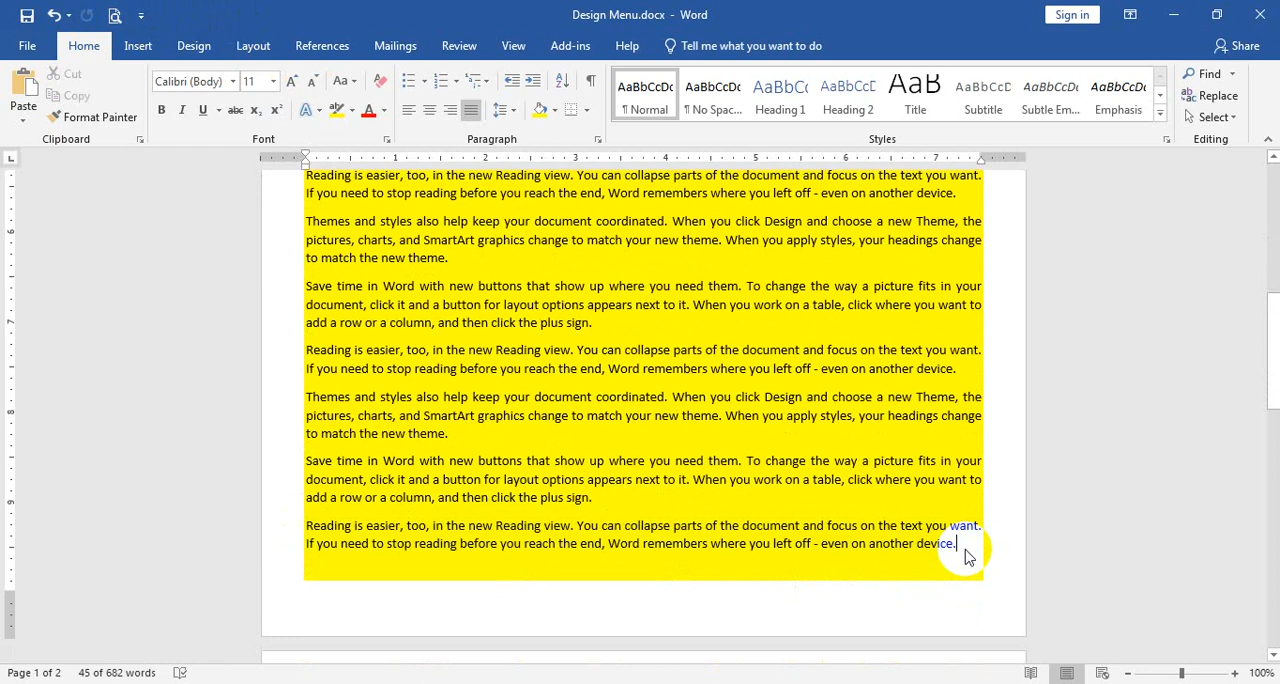 Design Menu.docx - Word
Sign in
File Home Insert Design Layout References Mailings Review View Add-ins Help Tell me what you want to do Share
Paste
Cut
Copy
Format Painter
Clipboard
Calibri (Body) 11
Font
Paragraph
AaBbCcDc AaBbCcDc AaBbCc AaBbCcD AaB AaBbCcD AaBbCcDc AaBbCcDc
¶ Normal ¶ No Spac... Heading 1 Heading 2 Title Subtitle Subtle Em... Emphasis
Styles
Find
Replace
Select
Editing
1 2 3 4 5 6 7
Reading is easier, too, in the new Reading view. You can collapse parts of the document and focus on the text you want.
If you need to stop reading before you reach the end, Word remembers where you left off - even on another device.
Themes and styles also help keep your document coordinated. When you click Design and choose a new Theme, the
pictures, charts, and SmartArt graphics change to match your new theme. When you apply styles, your headings change
to match the new theme.
Save time in Word with new buttons that show up where you need them. To change the way a picture fits in your
document, click it and a button for layout options appears next to it. When you work on a table, click where you want to
add a row or a column, and then click the plus sign.
Reading is easier, too, in the new Reading view. You can collapse parts of the document and focus on the text you want.
If you need to stop reading before you reach the end, Word remembers where you left off - even on another device.
Themes and styles also help keep your document coordinated. When you click Design and choose a new Theme, the
pictures, charts, and SmartArt graphics change to match your new theme. When you apply styles, your headings change
to match the new theme.
Save time in Word with new buttons that show up where you need them. To change the way a picture fits in your
document, click it and a button for layout options appears next to it. When you work on a table, click where you want to
add a row or a column, and then click the plus sign.
Reading is easier, too, in the new Reading view. You can collapse parts of the document and focus on the text you want.
If you need to stop reading before you reach the end, Word remembers where you left off - even on another device.
Page 1 of 2 45 of 682 words
100%